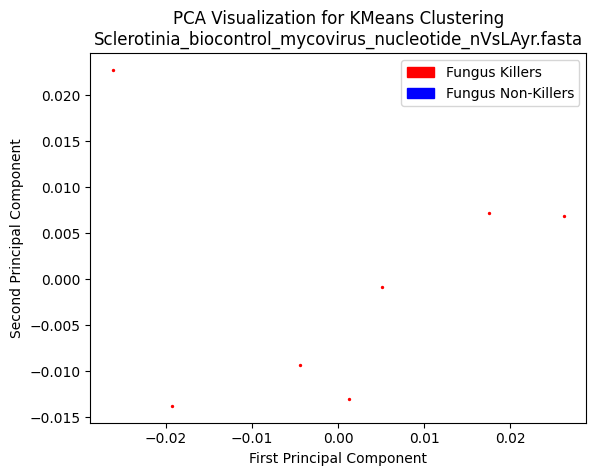 PCA Visualization for KMeans Clustering
Sclerotinia_biocontrol_mycovirus_nucleotide_nVsLAyr.fasta
Fungus Killers
Fungus Non-Killers
Second Principal Component
0.020
0.015
0.010
0.005
0.000
−0.005
−0.010
−0.015
−0.02
−0.01
0.00
0.01
0.02
First Principal Component